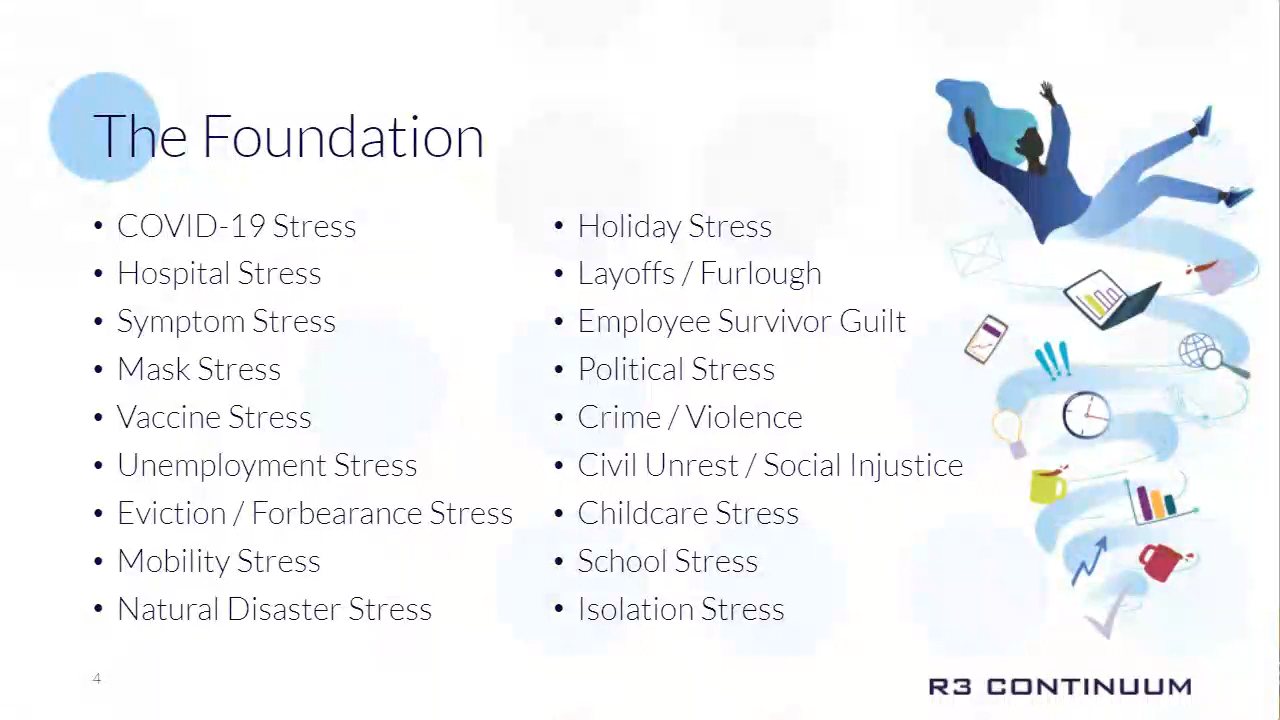 The Foundation
• COVID-19 Stress
• Hospital Stress
• Symptom Stress
• Mask Stress
• Vaccine Stress
• Unemployment Stress
• Eviction / Forbearance Stress
• Mobility Stress
• Natural Disaster Stress
• Holiday Stress
• Layoffs / Furlough
• Employee Survivor Guilt
• Political Stress
• Crime / Violence
• Civil Unrest / Social Injustice
• Childcare Stress
• School Stress
• Isolation Stress
4
R3 CONTINUUM